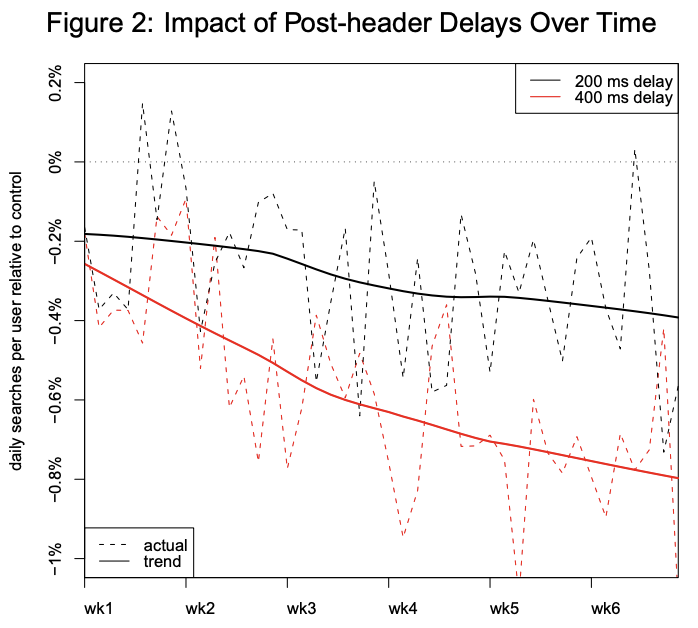 Figure 2: Impact of Post-header Delays Over Time
200 ms delay
400 ms delay
daily searches per user relative to control
0.2%
0%
−0.2%
−0.4%
−0.6%
−0.8%
−1%
actual
trend
wk1 wk2 wk3 wk4 wk5 wk6